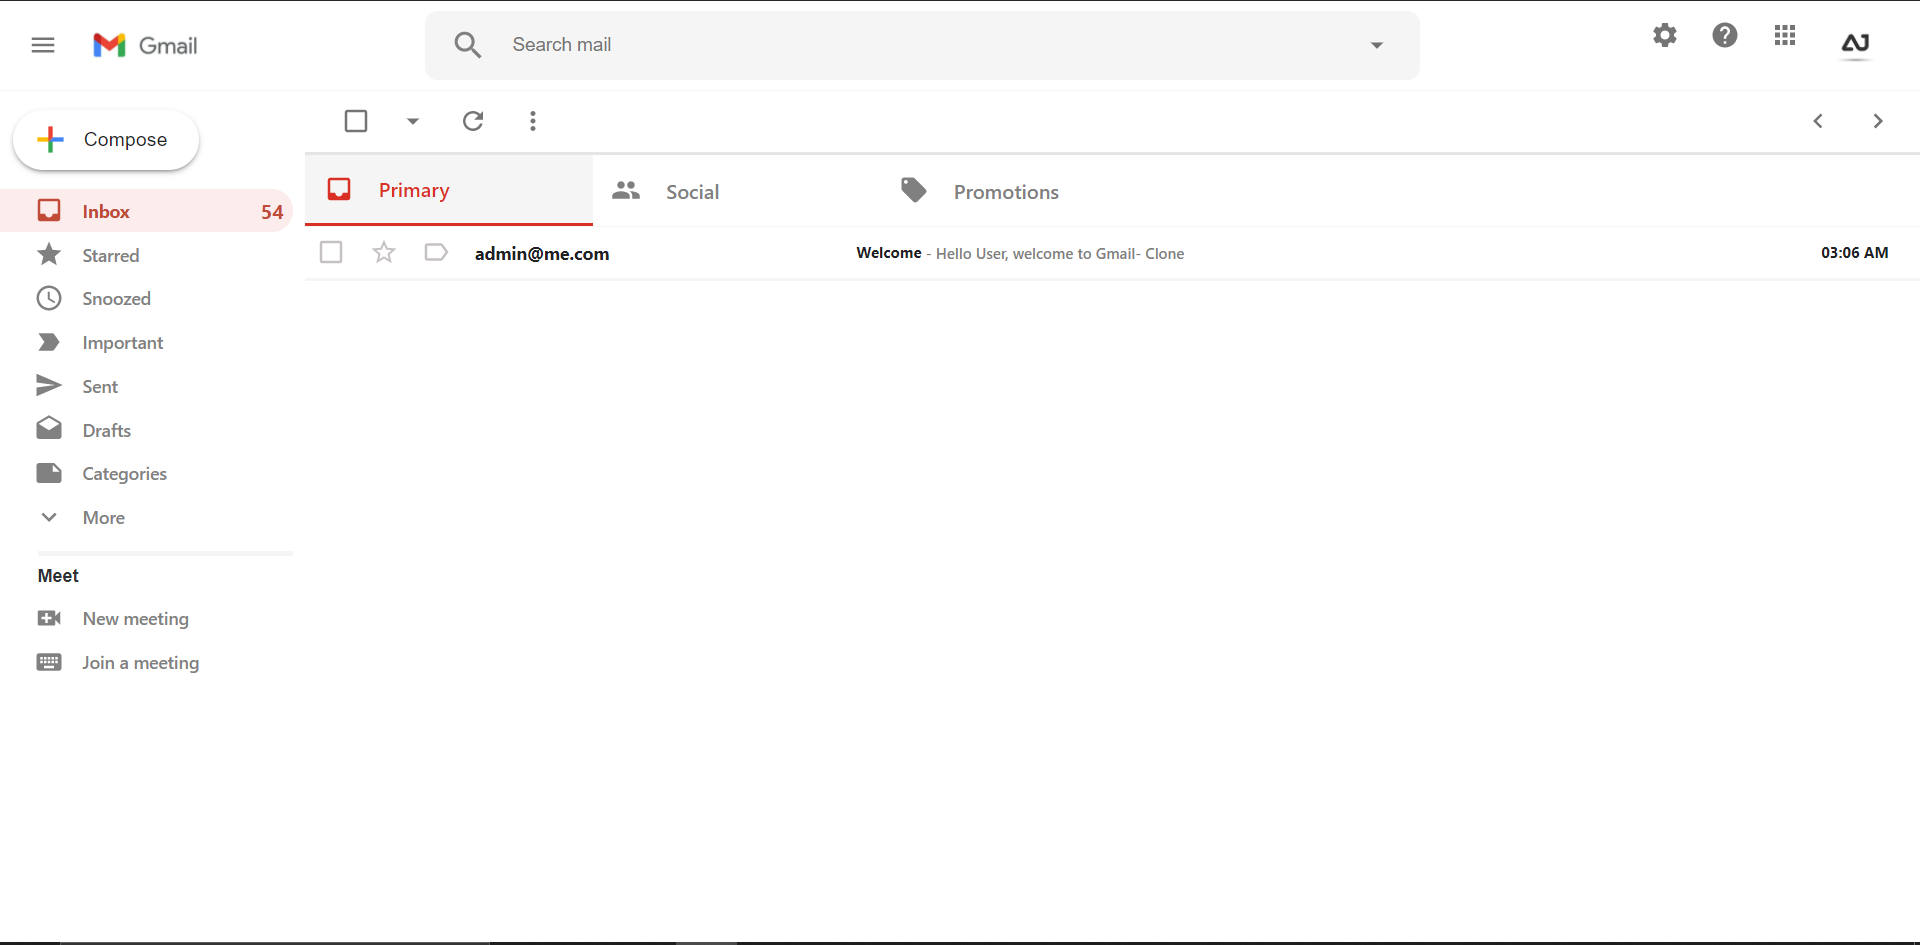 Gmail
Search mail
AJ
Compose
Inbox 54
Starred
Snoozed
Important
Sent
Drafts
Categories
More
Meet
New meeting
Join a meeting
Primary
Social
Promotions
admin@me.com Welcome - Hello User, welcome to Gmail- Clone 03:06 AM